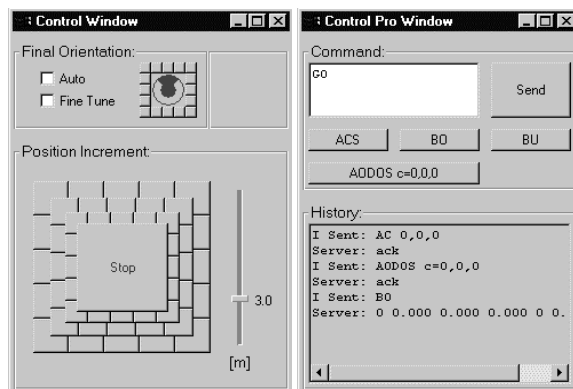 Control Window
Final Orientation:
Auto
Fine Tune
Position Increment:
Stop
3.0
[m]
Control Pro Window
Command:
GO
Send
ACS
BO
BU
AODOS c=0,0,0
History:
I Sent: AC 0,0,0
Server: ack
I Sent: AODOS c=0,0,0
Server: ack
I Sent: BO
Server: 0 0.000 0.000 0.000 0 0.